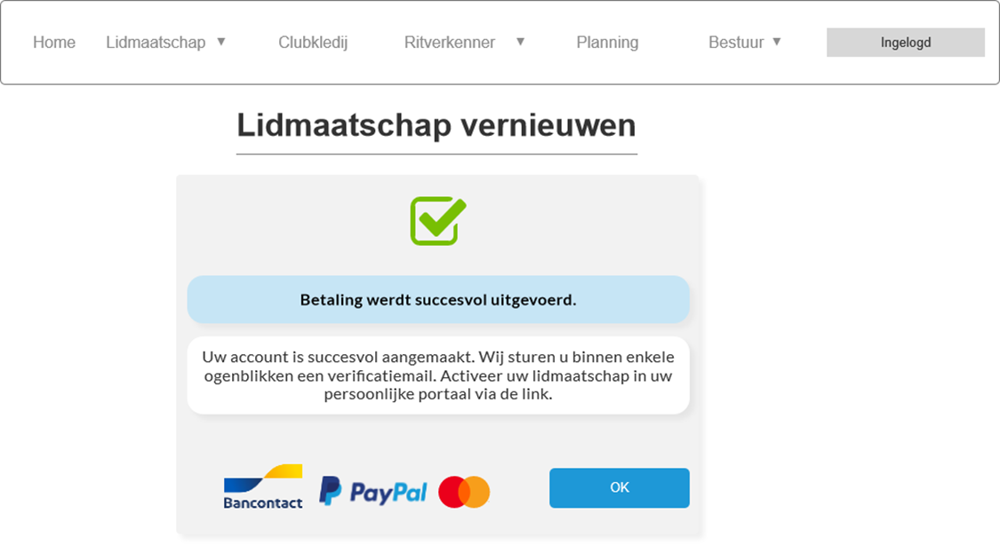 Home Lidmaatschap ▼ Clubkledij Ritverkenner ▼ Planning Bestuur ▼ Ingelogd
Lidmaatschap vernieuwen
Betaling werdt succesvol uitgevoerd.
Uw account is succesvol aangemaakt. Wij sturen u binnen enkele
ogenblikken een verificatiemail. Activeer uw lidmaatschap in uw
persoonlijke portaal via de link.
Bancontact PayPal OK